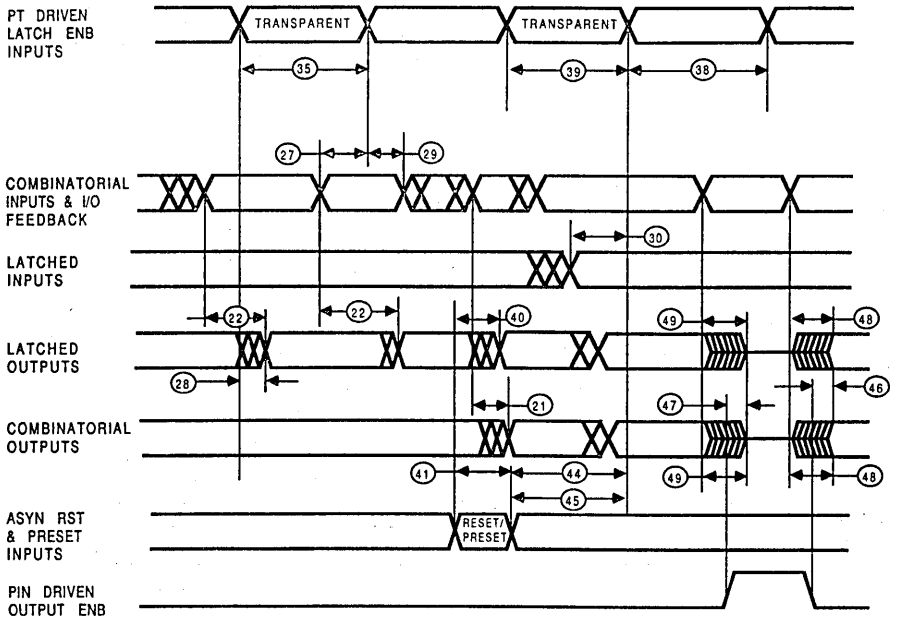 PT DRIVEN
LATCH ENB
INPUTS
TRANSPARENT
TRANSPARENT
35
39
38
27
29
COMBINATORIAL
INPUTS & I/O
FEEDBACK
30
LATCHED
INPUTS
22
22
40
49
48
LATCHED
OUTPUTS
28
46
21
47
COMBINATORIAL
OUTPUTS
41
44
49
48
45
ASYN RST
& PRESET
INPUTS
RESET/
PRESET
PIN DRIVEN
OUTPUT ENB